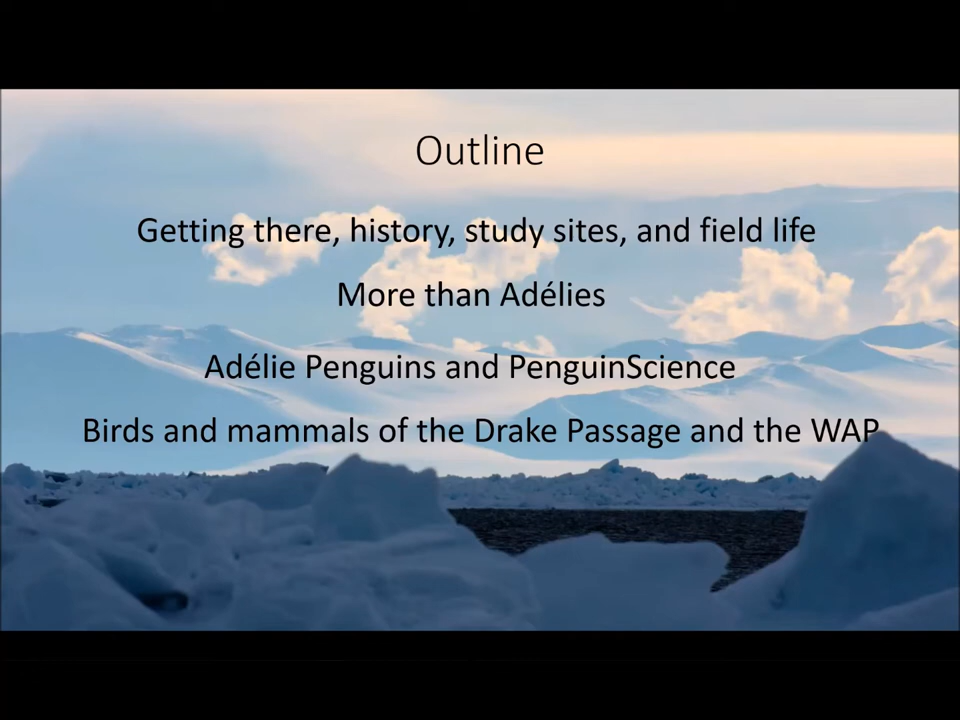 Outline
Getting there, history, study sites, and field life
More than Adélies
Adélie Penguins and PenguinScience
Birds and mammals of the Drake Passage and the WAP